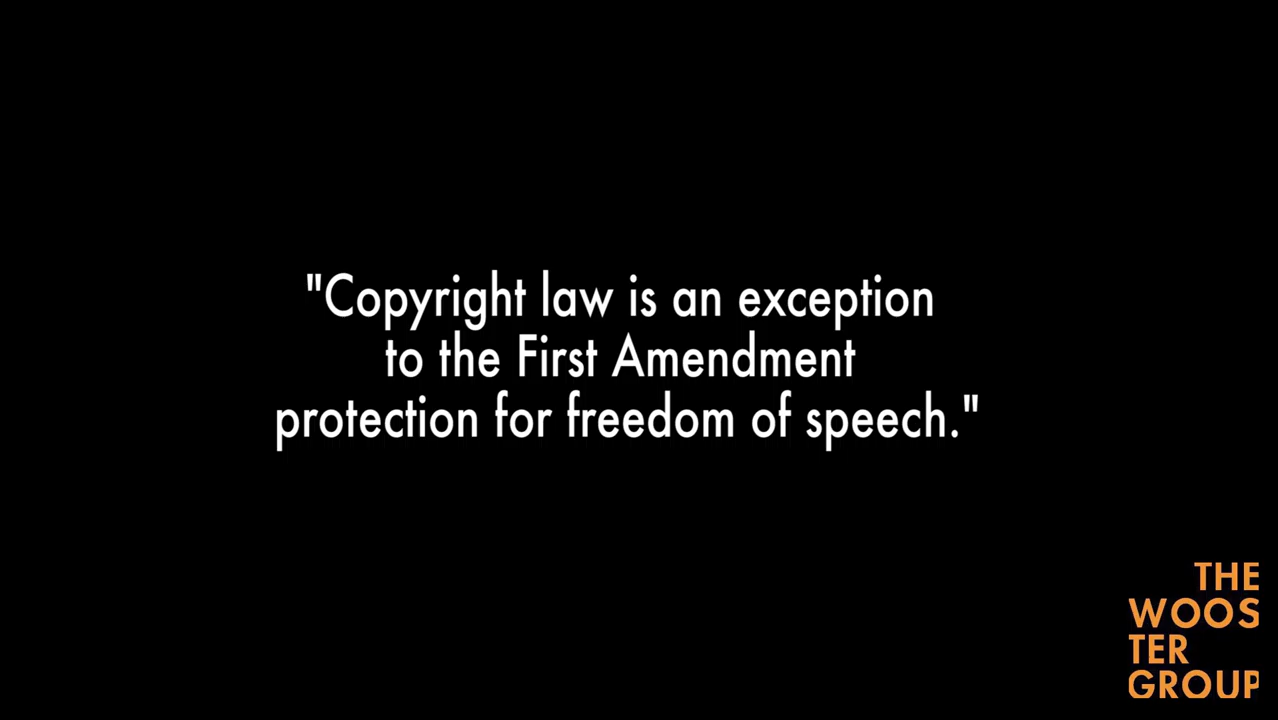 "Copyright law is an exception
to the First Amendment
protection for freedom of speech."
THE
WOOS
TER
GROUP